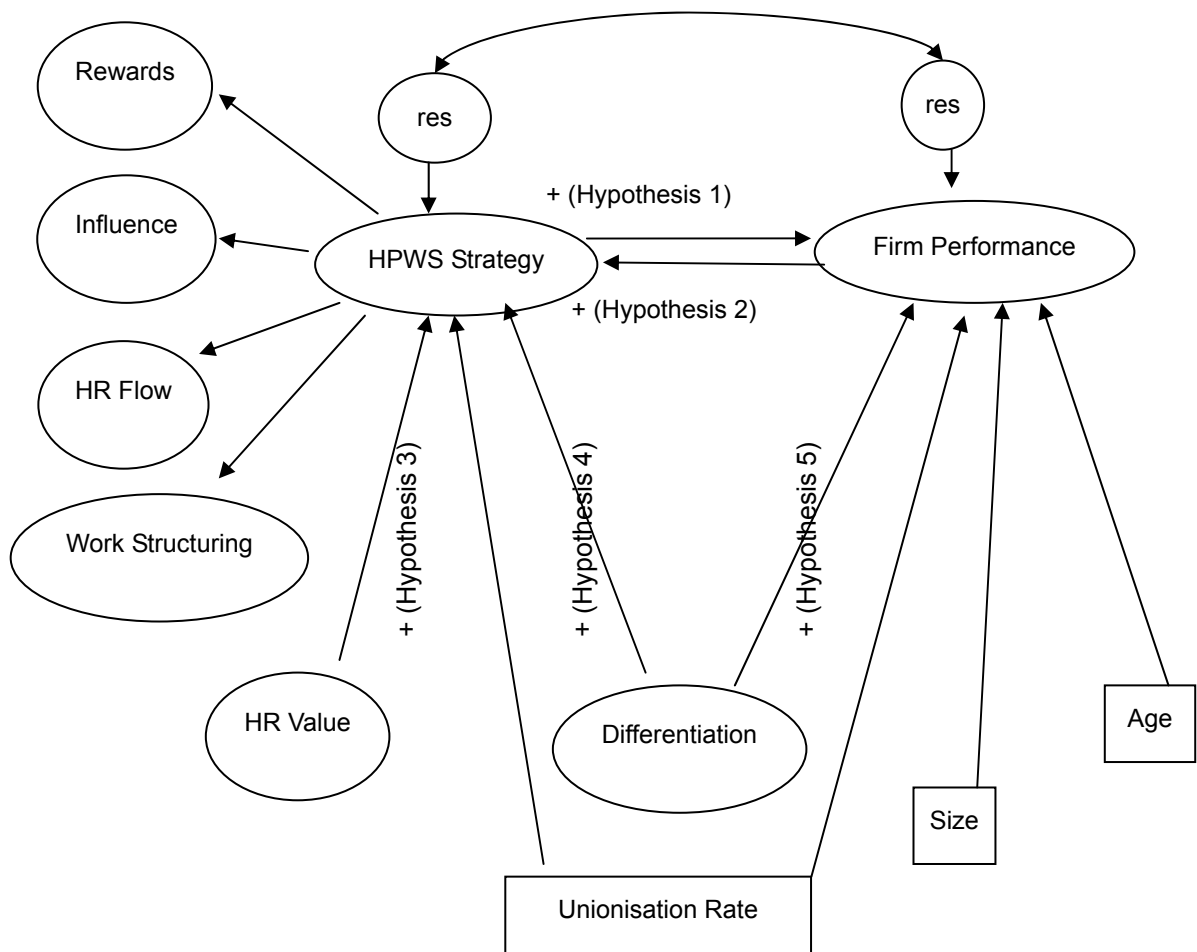 Rewards
res
res
+ (Hypothesis 1)
Influence
HPWS Strategy
Firm Performance
+ (Hypothesis 2)
HR Flow
+ (Hypothesis 3)
+ (Hypothesis 4)
+ (Hypothesis 5)
Work Structuring
HR Value
Differentiation
Age
Size
Unionisation Rate